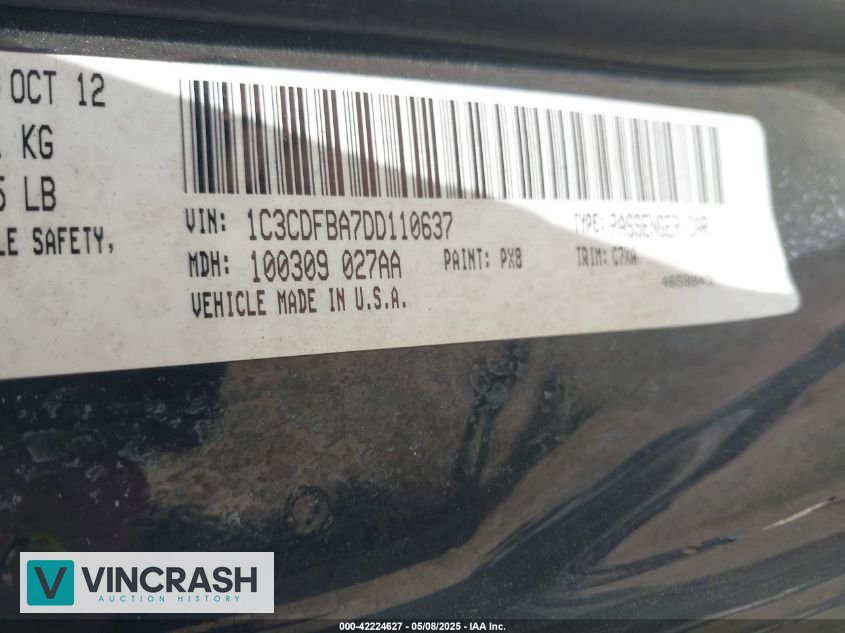 OCT 12
KG
LB
LE SAFETY,
VIN: 1C3CDFBA7DD110637 TYPE: PASSENGER CAR
MDH: 100309 027AA PAINT: PX8 TRIM: C7XA
VEHICLE MADE IN U.S.A. 4658843
VINCRASH
AUCTION HISTORY
000-42224627 - 05/08/2025 - IAA Inc.